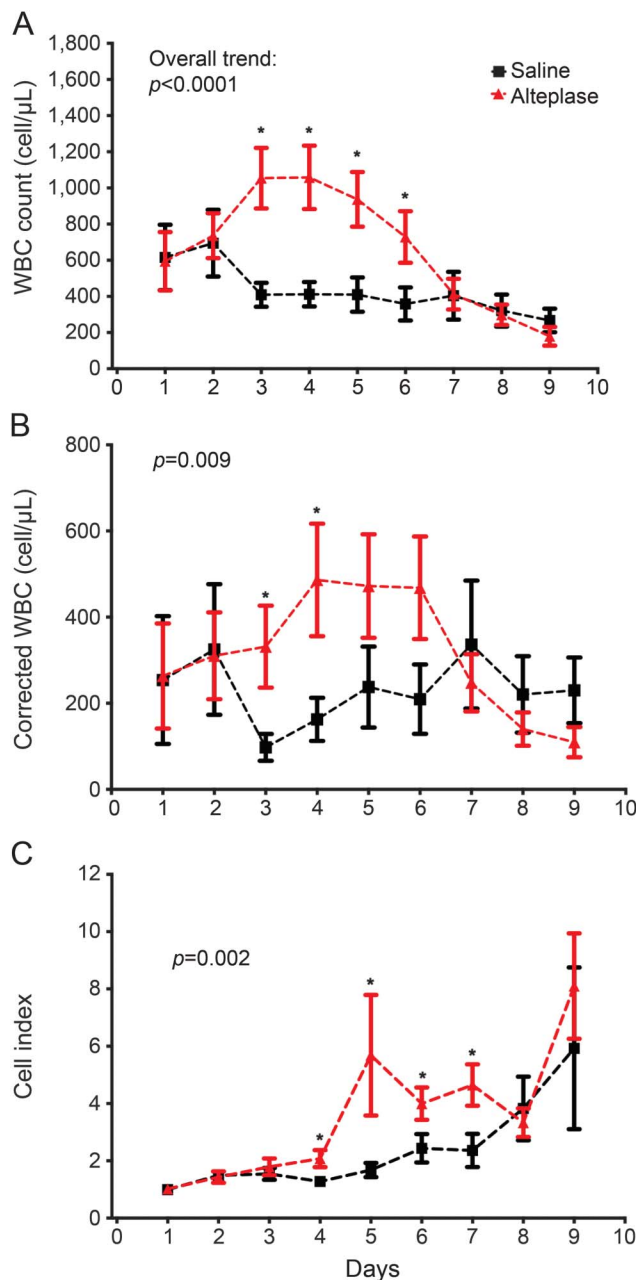 A
Overall trend:
p<0.0001
Saline
Alteplase
WBC count (cell/µL)
1,800
1,600
1,400
1,200
1,000
800
600
400
200
0
0 1 2 3 4 5 6 7 8 9 10
* * * *
B
p=0.009
Corrected WBC (cell/µL)
800
600
400
200
0
0 1 2 3 4 5 6 7 8 9 10
* *
C
p=0.002
Cell index
12
10
8
6
4
2
0
0 1 2 3 4 5 6 7 8 9 10
* * * *
Days